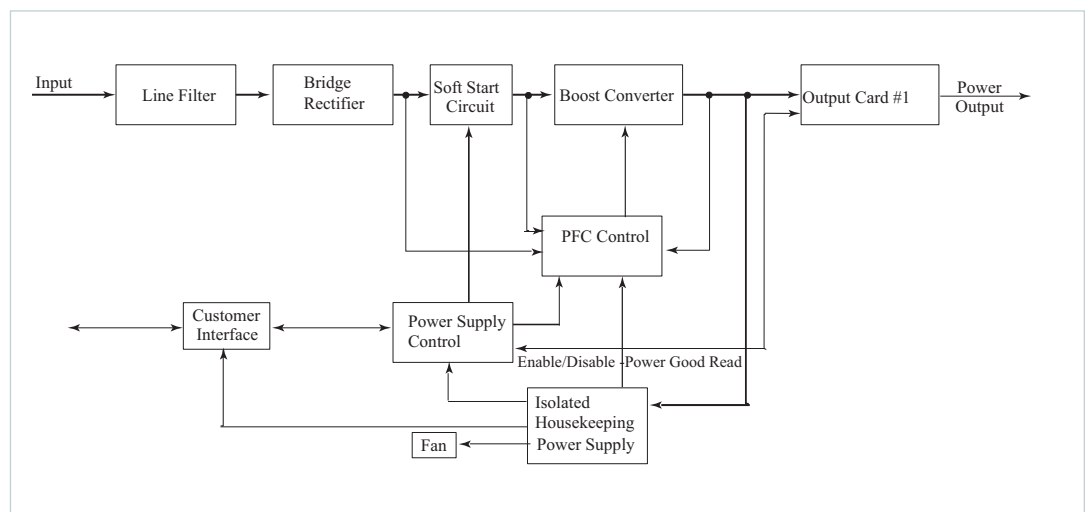 Input
Line Filter
Bridge
Rectifier
Soft Start
Circuit
Boost Converter
Output Card #1
Power
Output
PFC Control
Customer
Interface
Power Supply
Control
Enable/Disable -Power Good Read
Isolated
Housekeeping
Power Supply
Fan